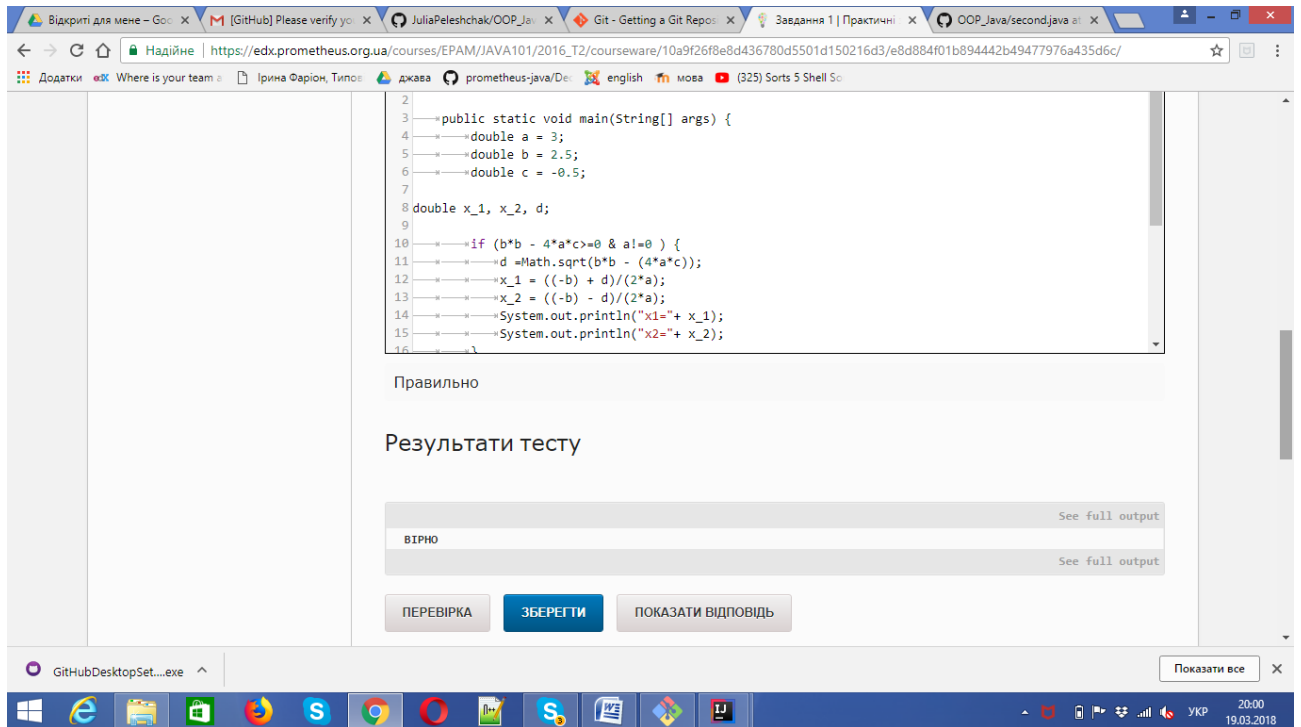 Відкриті для мене – Goo
[GitHub] Please verify yo
JuliaPeleshchak/OOP_Jav
Git - Getting a Git Repos
Завдання 1 | Практичні
OOP_Java/second.java at
Надійне | https://edx.prometheus.org.ua/courses/EPAM/JAVA101/2016_T2/courseware/10a9f26f8e8d436780d5501d150216d3/e8d884f01b894442b49477976a435d6c/
Додатки edX Where is your team a Ірина Фаріон, Типов джава prometheus-java/Dec english мова (325) Sorts 5 Shell So
2
3 public static void main(String[] args) {
4 double a = 3;
5 double b = 2.5;
6 double c = -0.5;
7
8 double x_1, x_2, d;
9
10 if (b*b - 4*a*c>=0 & a!=0 ) {
11 d =Math.sqrt(b*b - (4*a*c));
12 x_1 = ((-b) + d)/(2*a);
13 x_2 = ((-b) - d)/(2*a);
14 System.out.println("x1="+ x_1);
15 System.out.println("x2="+ x_2);
16 }
Правильно
Результати тесту
See full output
ВІРНО
See full output
ПЕРЕВІРКА ЗБЕРЕГТИ ПОКАЗАТИ ВІДПОВІДЬ
GitHubDesktopSet....exe
Показати все
УКР
20:00
19.03.2018